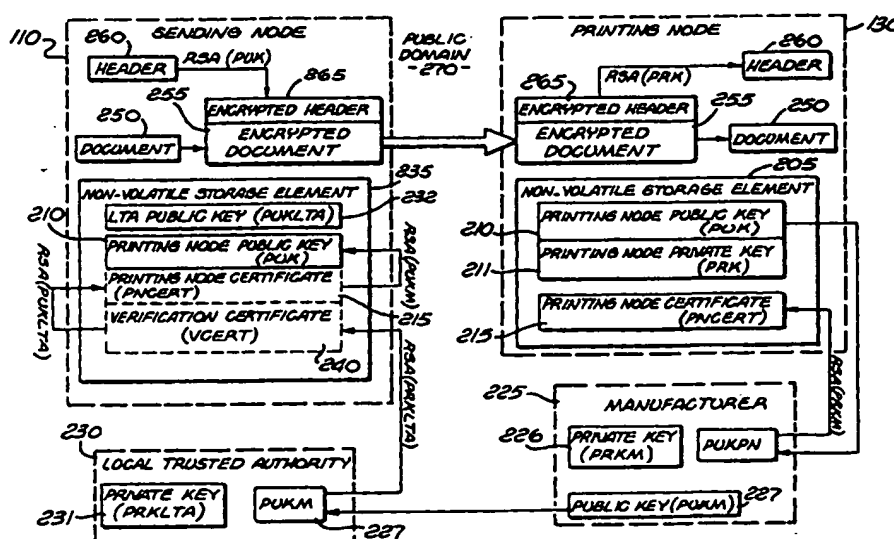 SENDING NODE
110
260
HEADER
RSA (PUK)
265
255
ENCRYPTED HEADER
250
DOCUMENT
ENCRYPTED
DOCUMENT
235
NON-VOLATILE STORAGE ELEMENT
210
LTA PUBLIC KEY (PUKLTA)
232
PRINTING NODE
PUBLIC KEY
(PUK)
PRINTING NODE CERTIFICATE
(PNCERT)
215
VERIFICATION CERTIFICATE
(VCERT)
240
RSA(PUKLTA)
RSA(PUKM)
RSA(PRKLTA)
PUBLIC
DOMAIN
-270-
PRINTING NODE
130
260
HEADER
RSA(PRK)
265
255
ENCRYPTED HEADER
250
ENCRYPTED
DOCUMENT
DOCUMENT
205
NON-VOLATILE STORAGE ELEMENT
210
PRINTING NODE PUBLIC KEY
(PUK)
211
PRINTING NODE PRIVATE KEY
(PRK)
215
PRINTING NODE CERTIFICATE
(PNCERT)
RSA(PRKM)
230
LOCAL TRUSTED AUTHORITY
231
PRIVATE KEY
(PRKLTA)
PUKM
227
225
MANUFACTURER
226
PRIVATE KEY
(PRKM)
PUKPN
PUBLIC KEY (PUKM)
227